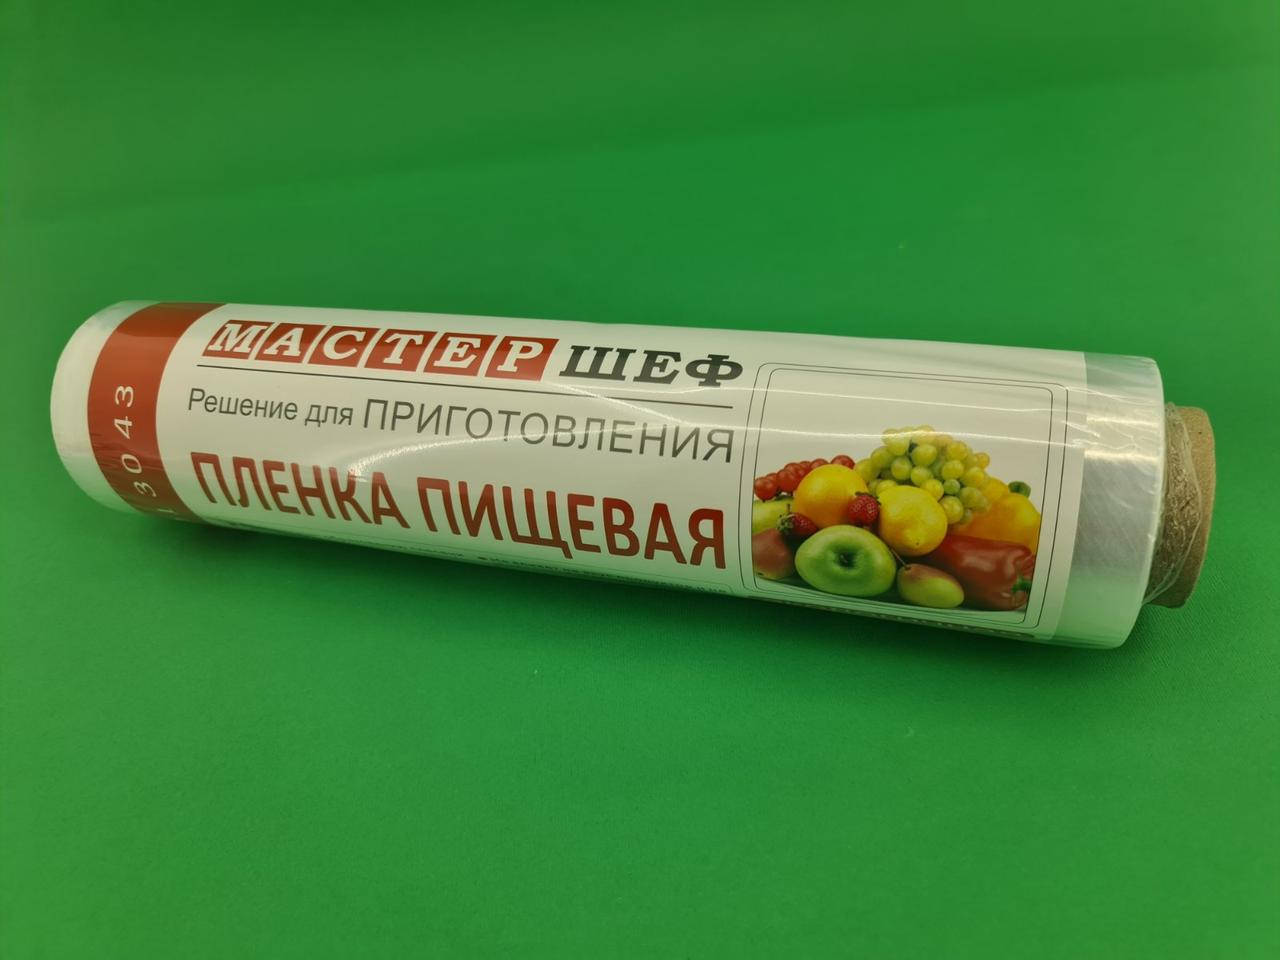 МАСТЕР ШЕФ
Решение для ПРИГОТОВЛЕНИЯ
ПЛЕНКА ПИЩЕВАЯ
3043